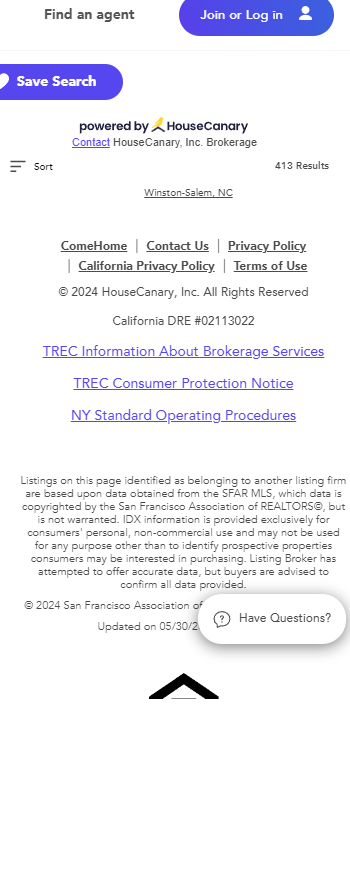 Find an agent
Join or Log in
Save Search
powered by HouseCanary
Contact HouseCanary, Inc. Brokerage
Sort
413 Results
Winston-Salem, NC
ComeHome | Contact Us | Privacy Policy
| California Privacy Policy | Terms of Use
© 2024 HouseCanary, Inc. All Rights Reserved
California DRE #02113022
TREC Information About Brokerage Services
TREC Consumer Protection Notice
NY Standard Operating Procedures
Listings on this page identified as belonging to another listing firm
are based upon data obtained from the SFAR MLS, which data is
copyrighted by the San Francisco Association of REALTORS©, but
is not warranted. IDX information is provided exclusively for
consumers' personal, non-commercial use and may not be used
for any purpose other than to identify prospective properties
consumers may be interested in purchasing. Listing Broker has
attempted to offer accurate data, but buyers are advised to
confirm all data provided.
© 2024 San Francisco Association of
Have Questions?
Updated on 05/30/2